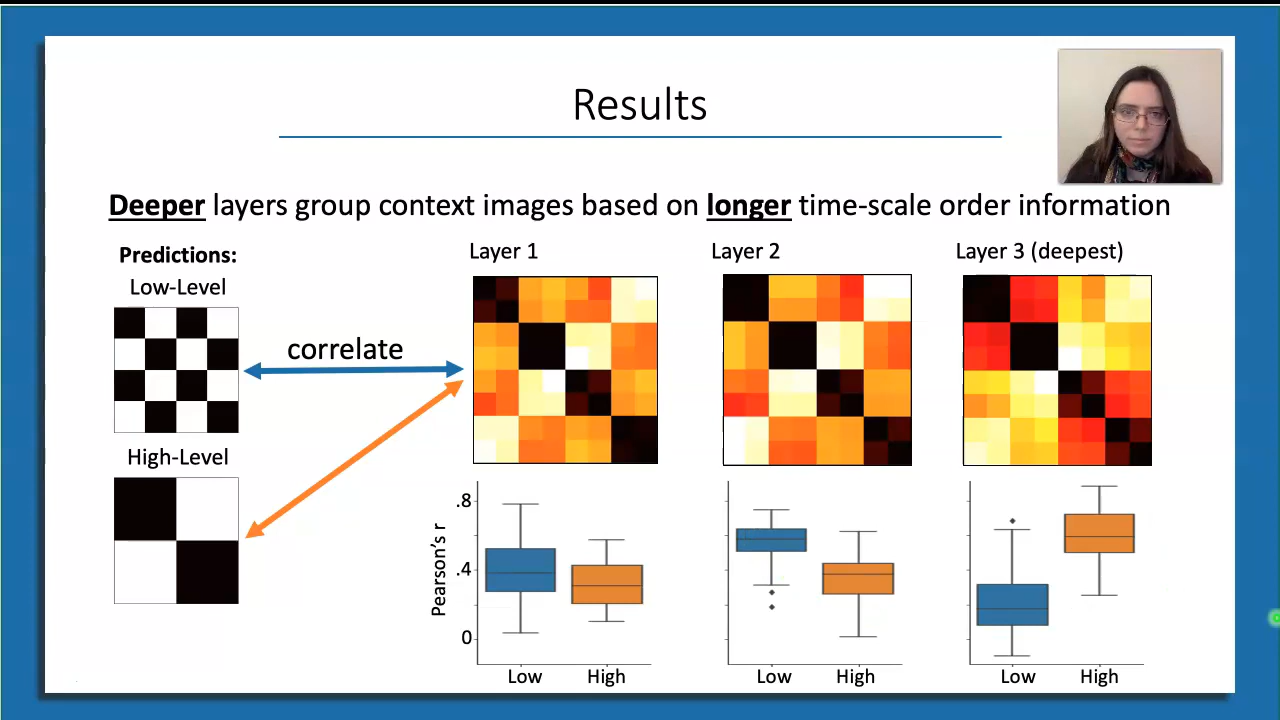 Results
Deeper layers group context images based on longer time-scale order information
Predictions:
Low-Level
High-Level
correlate
Layer 1
Layer 2
Layer 3 (deepest)
Pearson's r
.8
.4
0
Low High
Low High
Low High